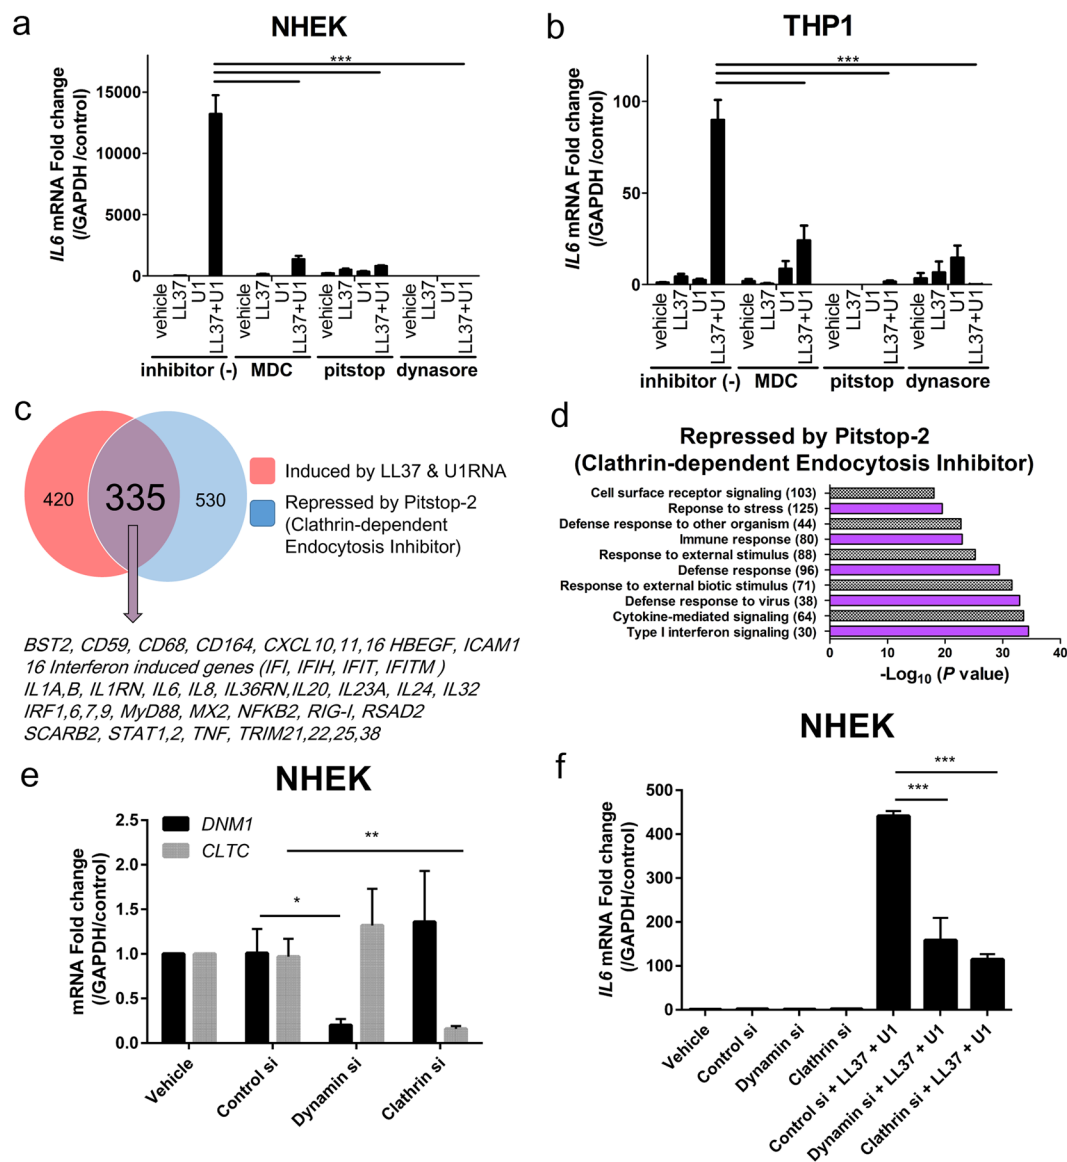 a
NHEK
IL6 mRNA Fold change
(/GAPDH /control)
15000
10000
5000
0
***
vehicle
LL37
U1
LL37+U1
vehicle
LL37
U1
LL37+U1
vehicle
LL37
U1
LL37+U1
vehicle
LL37
U1
LL37+U1
inhibitor (-)
MDC
pitstop
dynasore
b
THP1
IL6 mRNA Fold change
(/GAPDH /control)
100
50
0
***
vehicle
LL37
U1
LL37+U1
vehicle
LL37
U1
LL37+U1
vehicle
LL37
U1
LL37+U1
vehicle
LL37
U1
LL37+U1
inhibitor (-)
MDC
pitstop
dynasore
c
420
335
530
Induced by LL37 & U1RNA
Repressed by Pitstop-2
(Clathrin-dependent
Endocytosis Inhibitor)
BST2, CD59, CD68, CD164, CXCL10,11,16 HBEGF, ICAM1
16 Interferon induced genes (IFI, IFIH, IFIT, IFITM )
IL1A,B, IL1RN, IL6, IL8, IL36RN,IL20, IL23A, IL24, IL32
IRF1,6,7,9, MyD88, MX2, NFKB2, RIG-I, RSAD2
SCARB2, STAT1,2, TNF, TRIM21,22,25,38
d
Repressed by Pitstop-2
(Clathrin-dependent Endocytosis Inhibitor)
Cell surface receptor signaling (103)
Reponse to stress (125)
Defense response to other organism (44)
Immune response (80)
Response to external stimulus (88)
Defense response (96)
Response to external biotic stimulus (71)
Defense response to virus (38)
Cytokine-mediated signaling (64)
Type I interferon signaling (30)
0
10
20
30
40
-Log10 (P value)
e
NHEK
mRNA Fold change
(/GAPDH/control)
2.5
2.0
1.5
1.0
0.5
0.0
DNM1
CLTC
*
**
Vehicle
Control si
Dynamin si
Clathrin si
f
NHEK
IL6 mRNA Fold change
(/GAPDH/control)
500
400
300
200
100
0
***
***
Vehicle
Control si
Dynamin si
Clathrin si
Control si + LL37 + U1
Dynamin si + LL37 + U1
Clathrin si + LL37 + U1